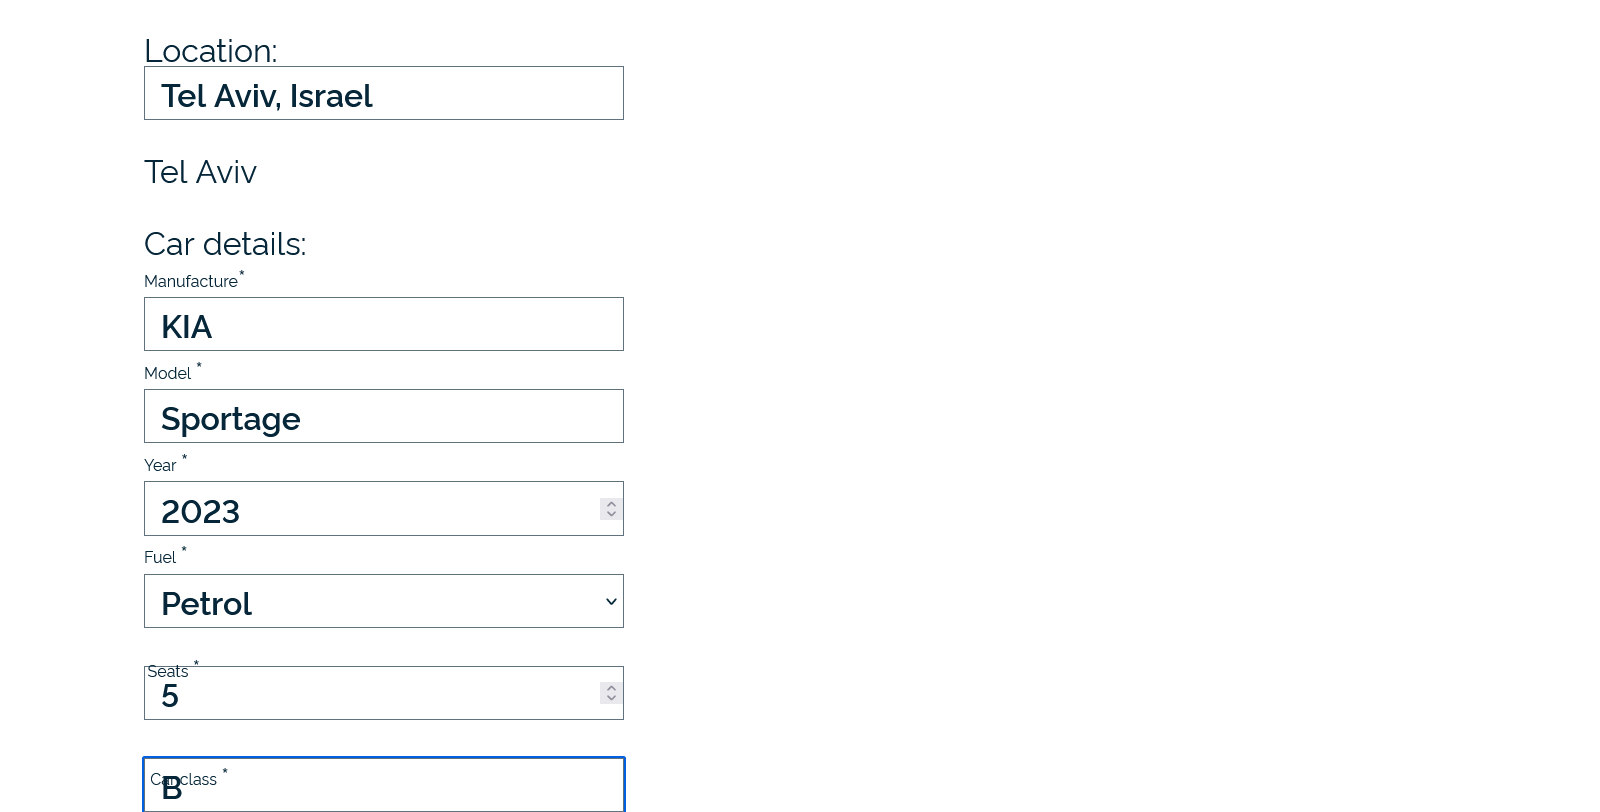 Location:
Tel Aviv, Israel
Tel Aviv
Car details:
Manufacture*
KIA
Model *
Sportage
Year *
2023
Fuel *
Petrol
Seats *
5
Car class *
B